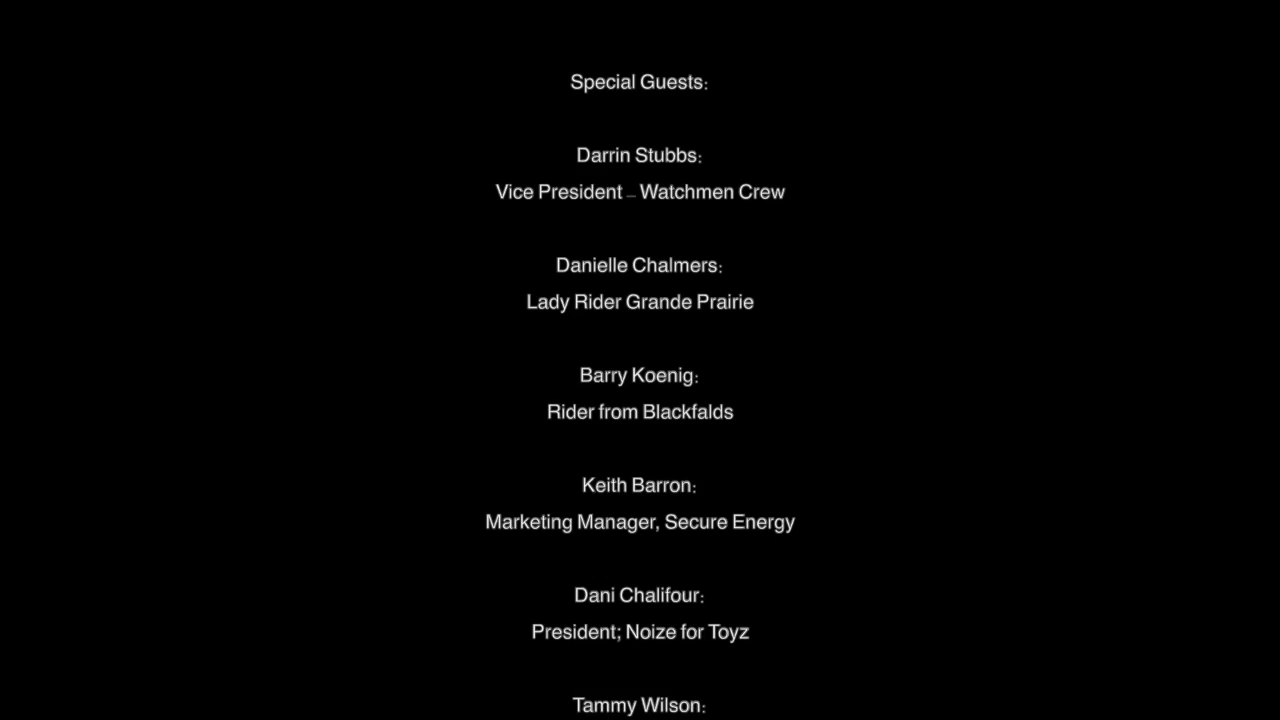 Special Guests:
Darrin Stubbs:
Vice President – Watchmen Crew
Danielle Chalmers:
Lady Rider Grande Prairie
Barry Koenig:
Rider from Blackfalds
Keith Barron:
Marketing Manager, Secure Energy
Dani Chalifour:
President; Noize for Toyz
Tammy Wilson: